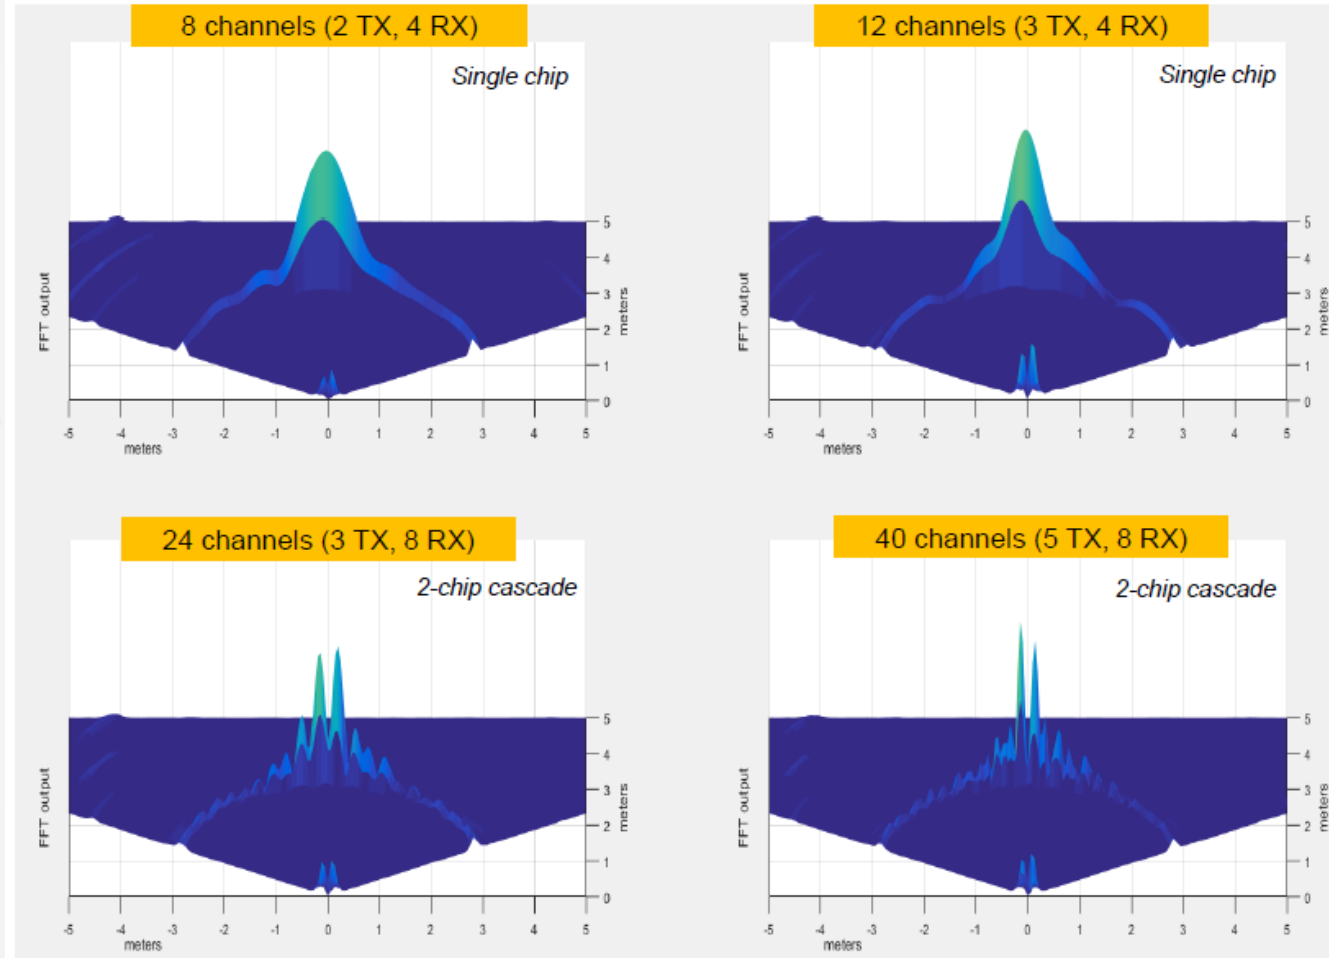 8 channels (2 TX, 4 RX)
Single chip
FFT output
5
4
3
2
1
0
meters
-5 -4 -3 -2 -1 0 1 2 3 4 5
meters
12 channels (3 TX, 4 RX)
Single chip
FFT output
5
4
3
2
1
0
meters
-5 -4 -3 -2 -1 0 1 2 3 4 5
meters
24 channels (3 TX, 8 RX)
2-chip cascade
FFT output
5
4
3
2
1
0
meters
-5 -4 -3 -2 -1 0 1 2 3 4 5
meters
40 channels (5 TX, 8 RX)
2-chip cascade
FFT output
5
4
3
2
1
0
meters
-5 -4 -3 -2 -1 0 1 2 3 4 5
meters